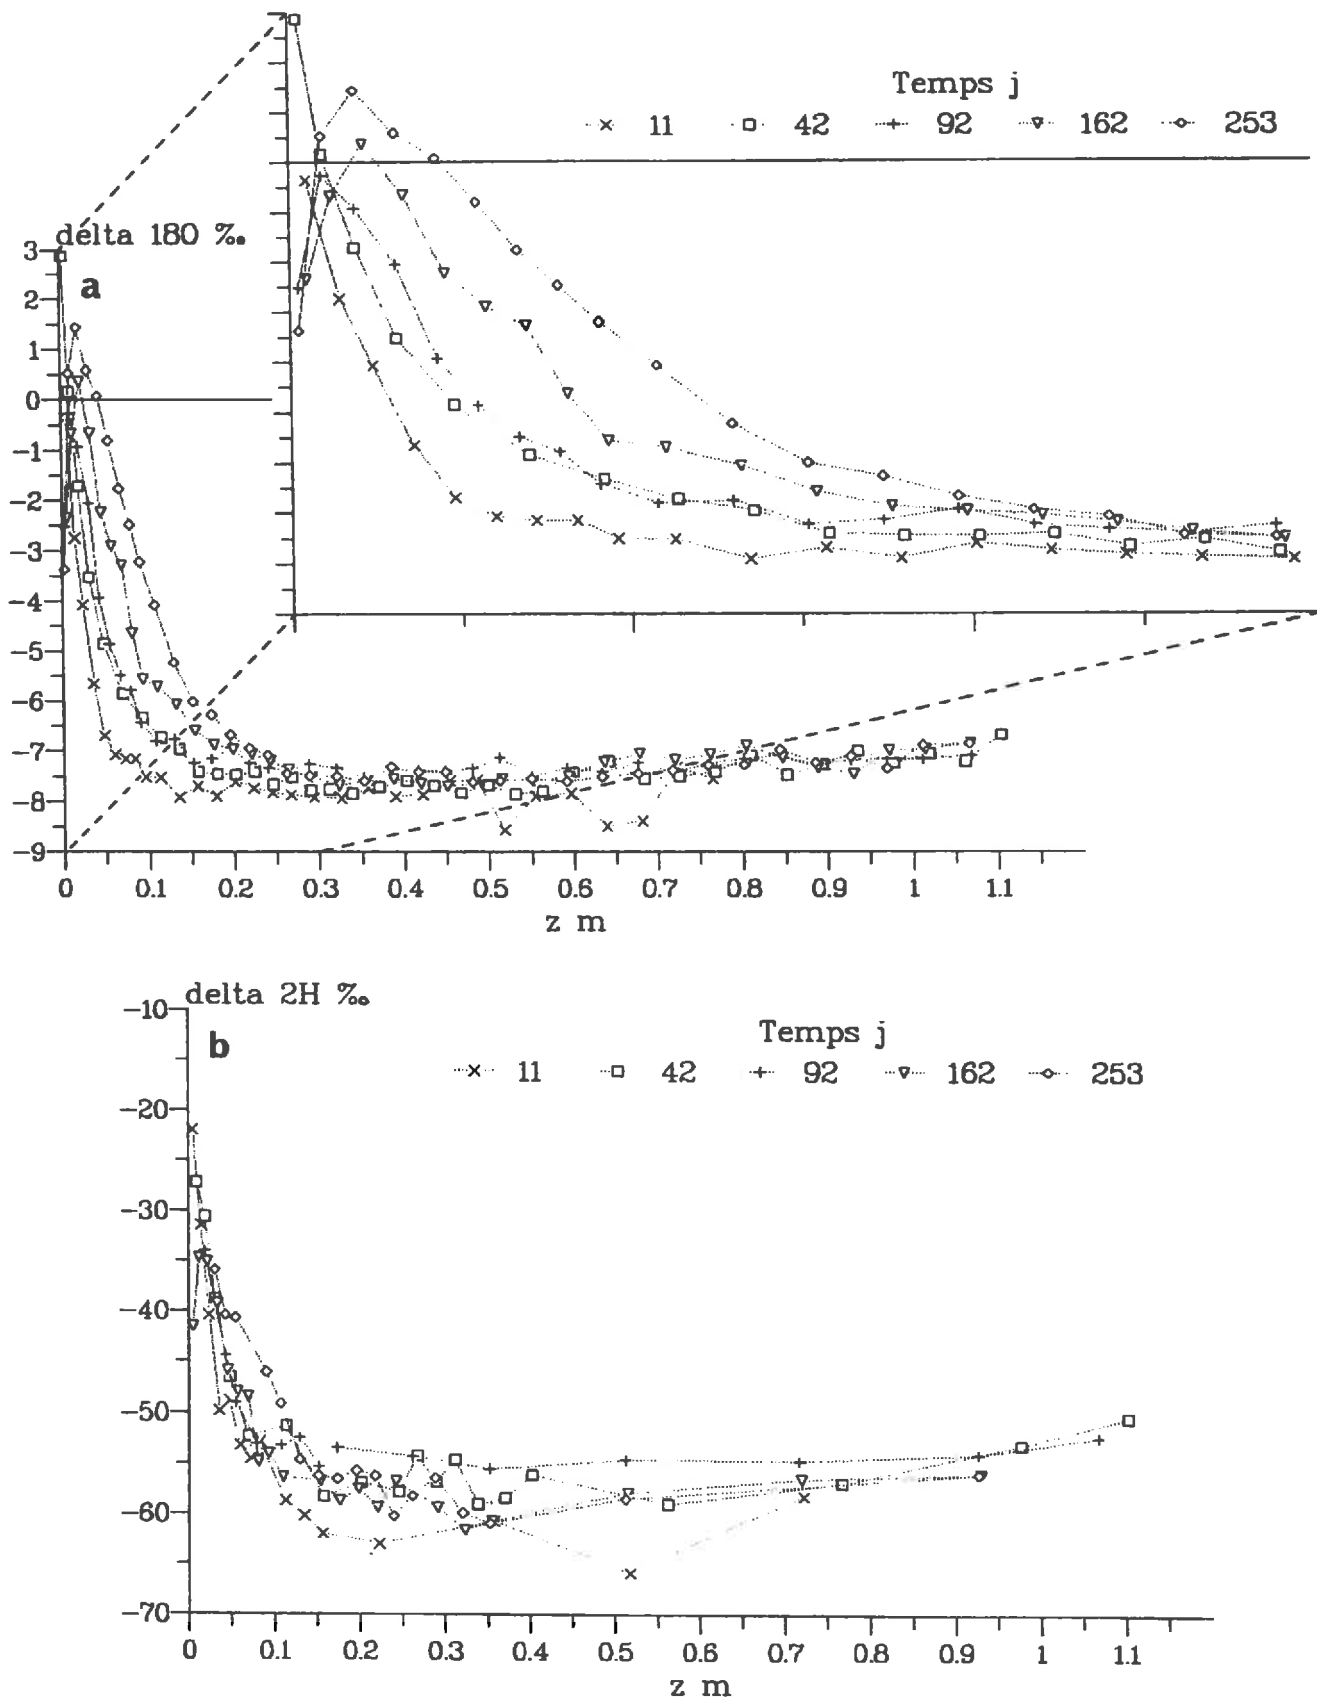 Temps j
11 42 92 162 253
delta 180 ‰
a
3
2
1
0
−1
−2
−3
−4
−5
−6
−7
−8
−9
0 0.1 0.2 0.3 0.4 0.5 0.6 0.7 0.8 0.9 1 1.1
z m
delta 2H ‰
b
Temps j
11 42 92 162 253
−10
−20
−30
−40
−50
−60
−70
0 0.1 0.2 0.3 0.4 0.5 0.6 0.7 0.8 0.9 1 1.1
z m